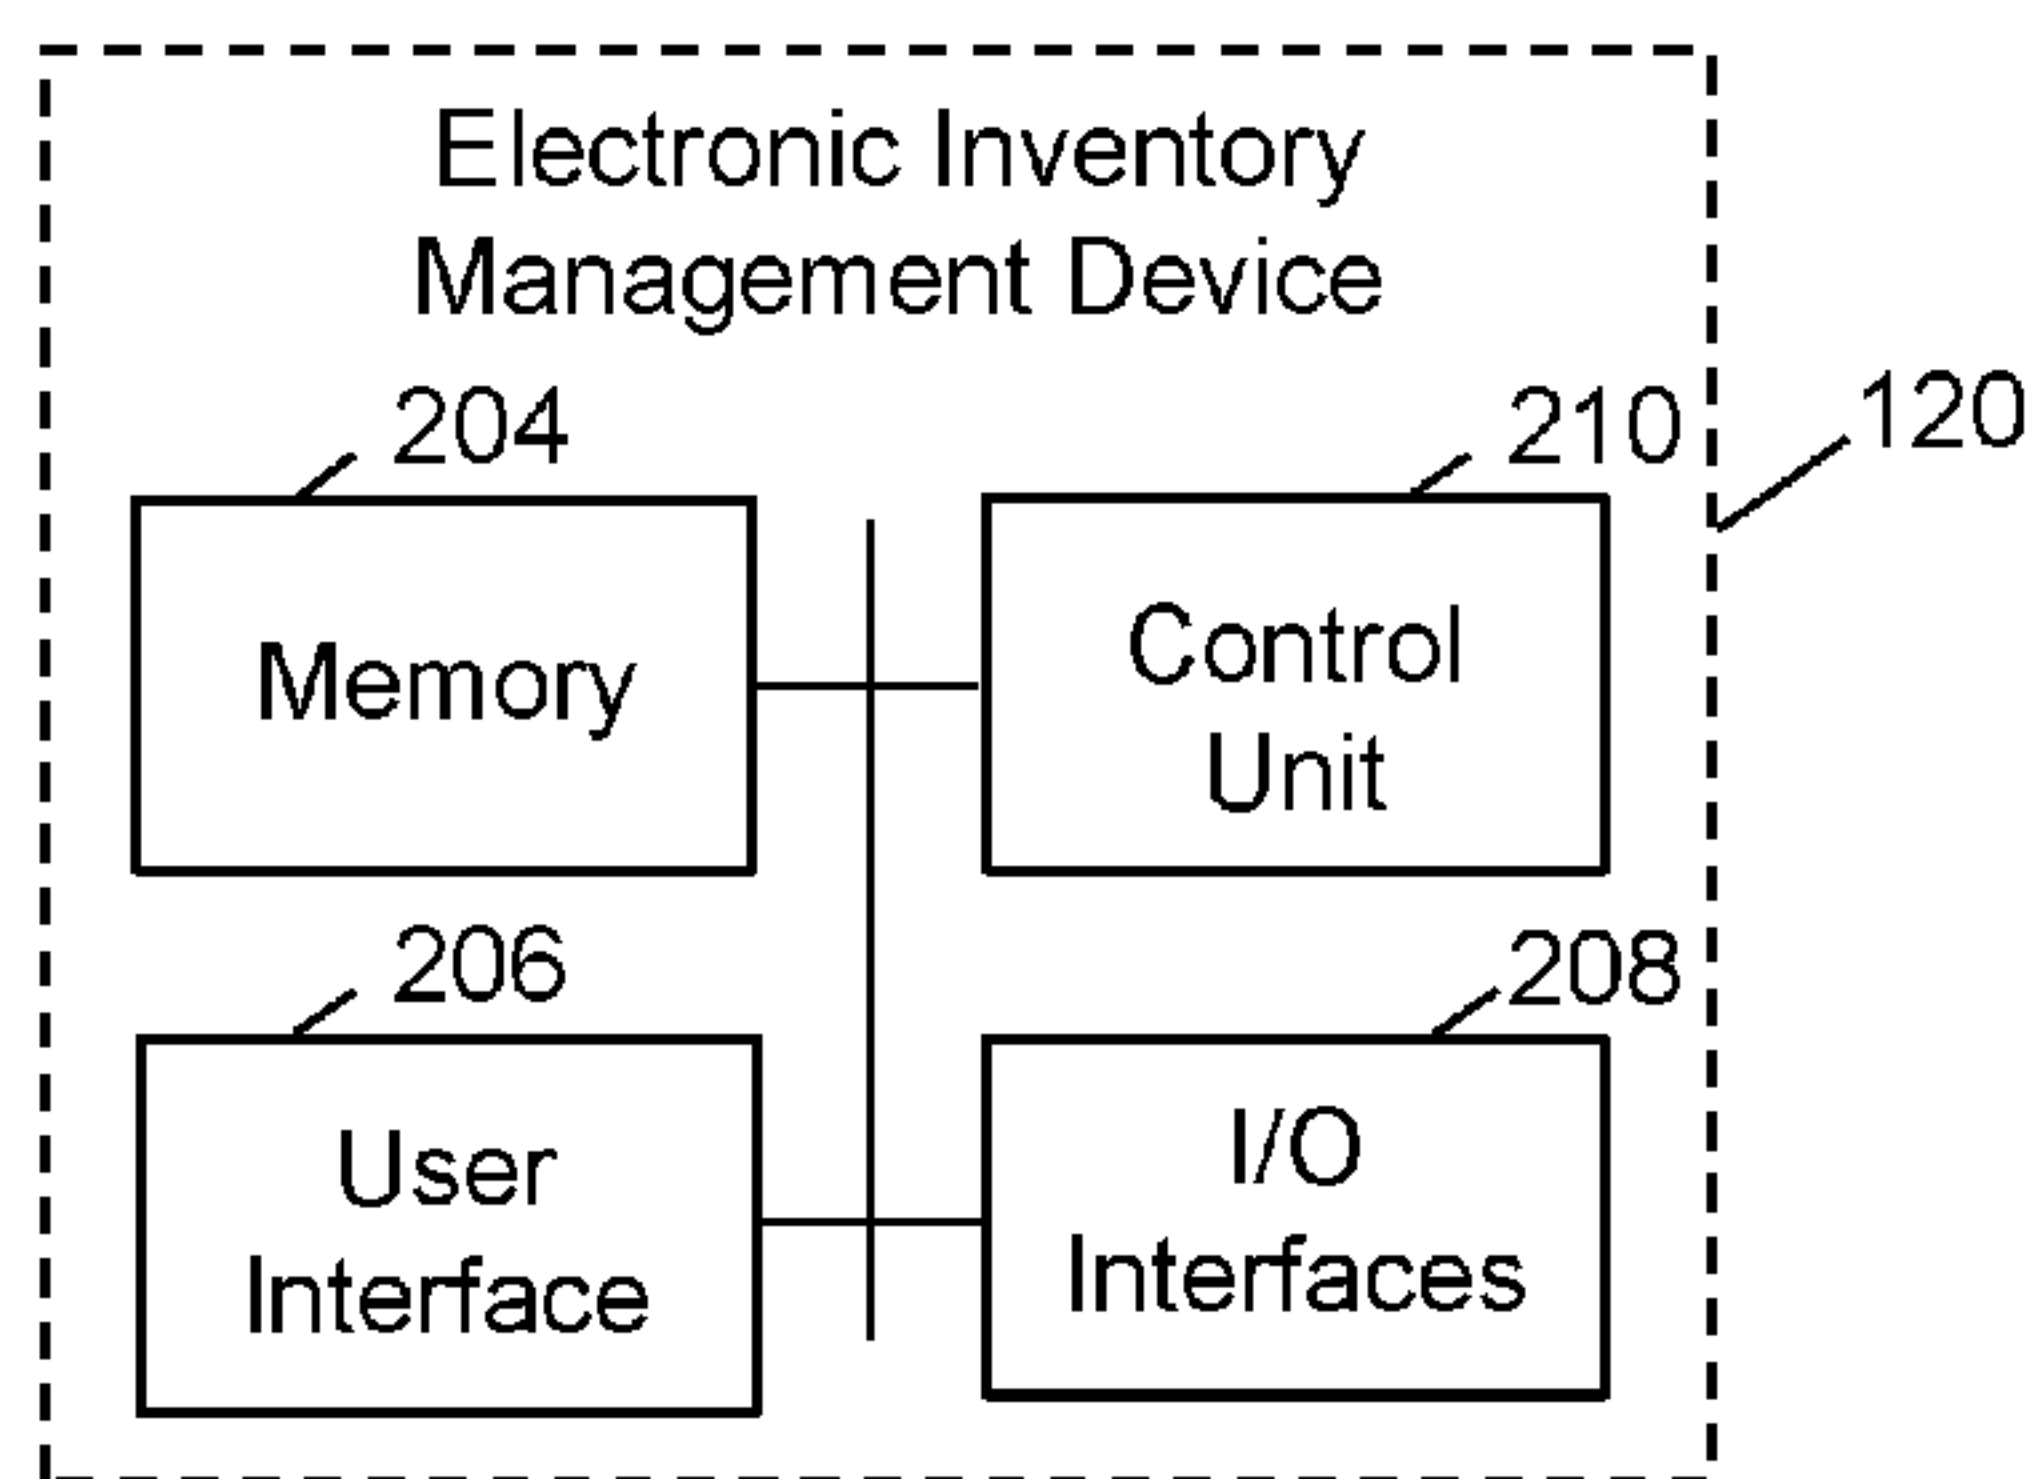 Electronic Inventory
Management Device
204
210
120
Memory
Control
Unit
206
208
User
Interface
I/O
Interfaces